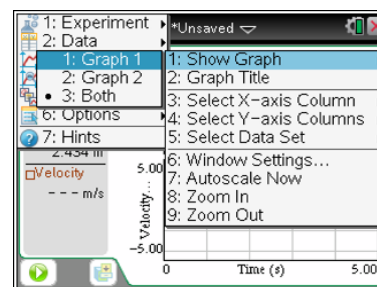 1: Experiment
*Unsaved
2: Data
1: Graph 1
2: Graph 2
• 3: Both
6: Options
7: Hints
1: Show Graph
2: Graph Title
3: Select X-axis Column
4: Select Y-axis Columns
5: Select Data Set
6: Window Settings...
7: Autoscale Now
8: Zoom In
9: Zoom Out
2.434 m
Velocity
- - - m/s
5.00
Velocity...
-5.00
0
Time (s)
5.00